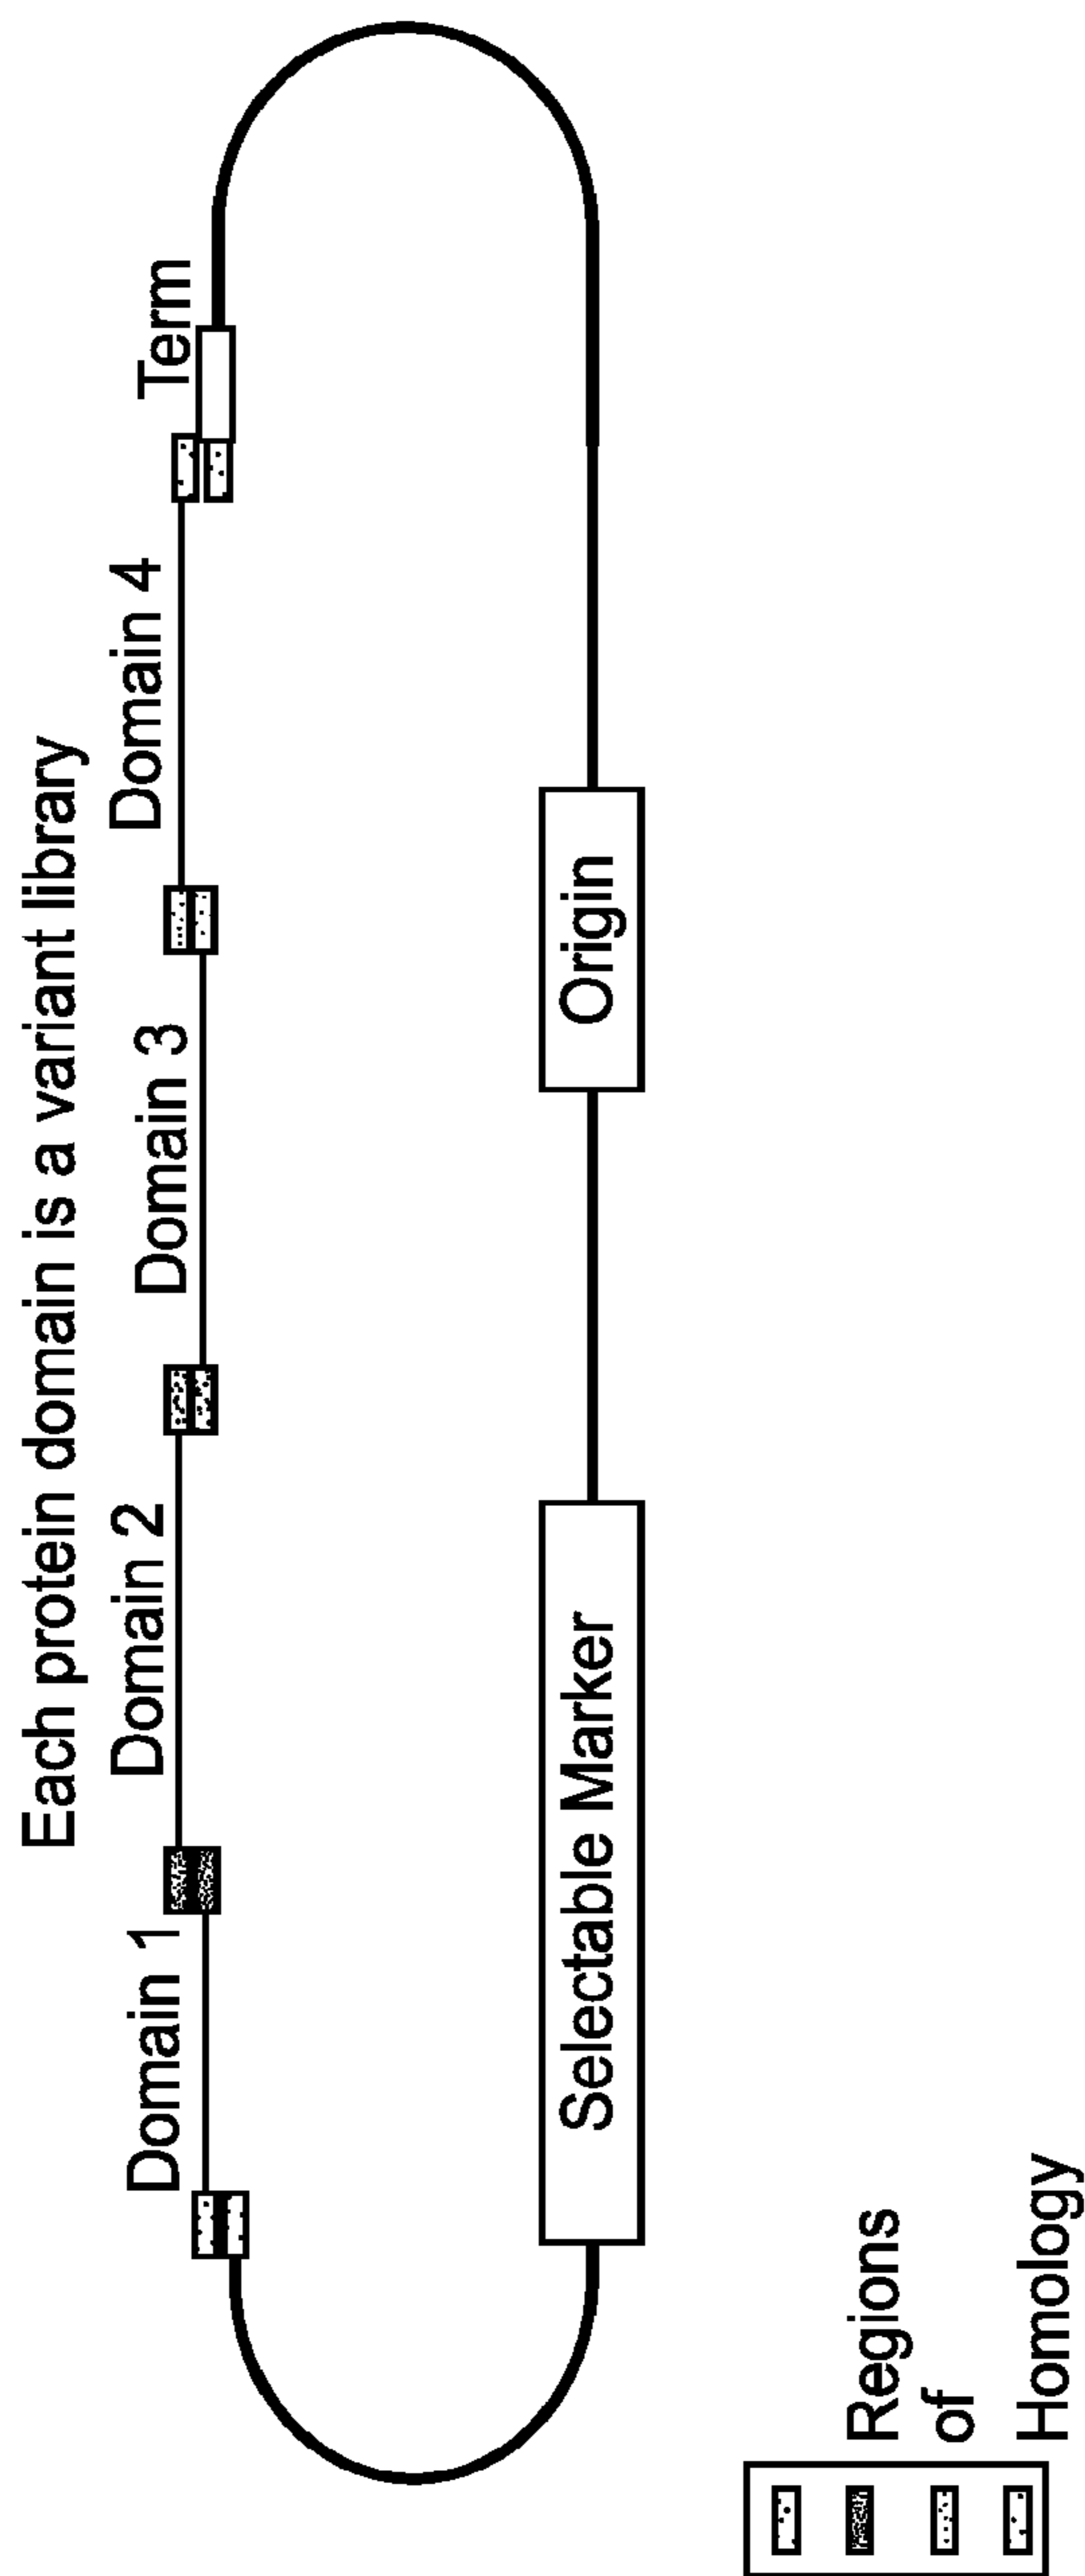 Each protein domain is a variant library
Domain 1
Domain 2
Domain 3
Domain 4
Term
Selectable Marker
Origin
Regions
of
Homology